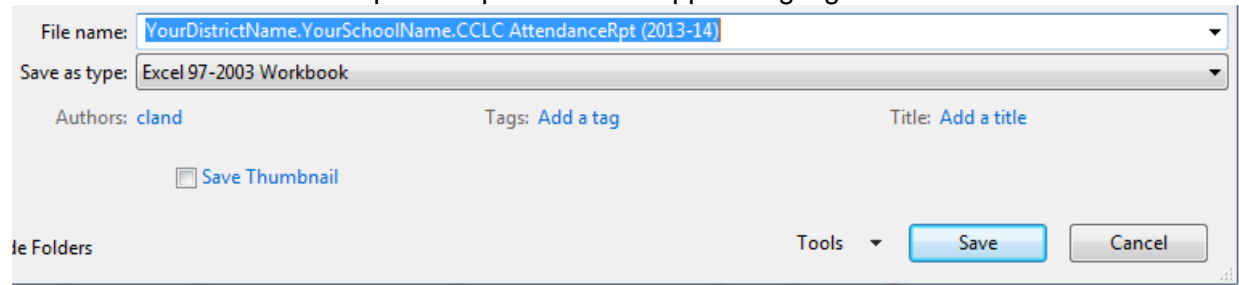 File name: YourDistrictName.YourSchoolName.CCLC AttendanceRpt (2013-14)
Save as type: Excel 97-2003 Workbook
Authors: cland Tags: Add a tag Title: Add a title
Save Thumbnail
de Folders Tools Save Cancel